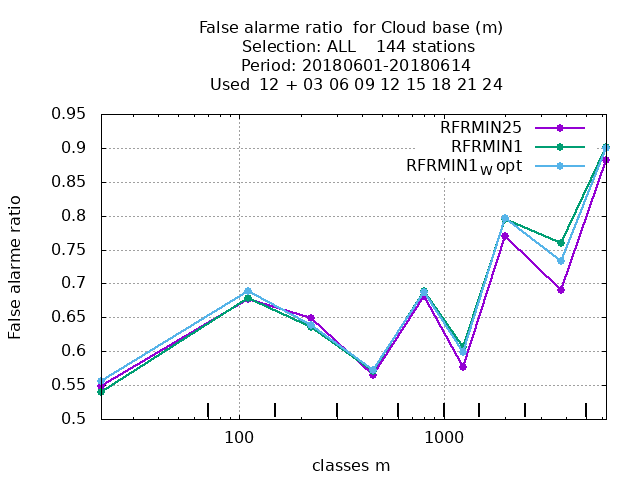 False alarme ratio  for Cloud base (m)
Selection: ALL    144 stations
Period: 20180601-20180614
Used  12 + 03 06 09 12 15 18 21 24
0.95
0.9
0.85
0.8
0.75
0.7
0.65
0.6
0.55
0.5
False alarme ratio
RFRMIN25
RFRMIN1
RFRMIN1W opt
100
1000
classes m